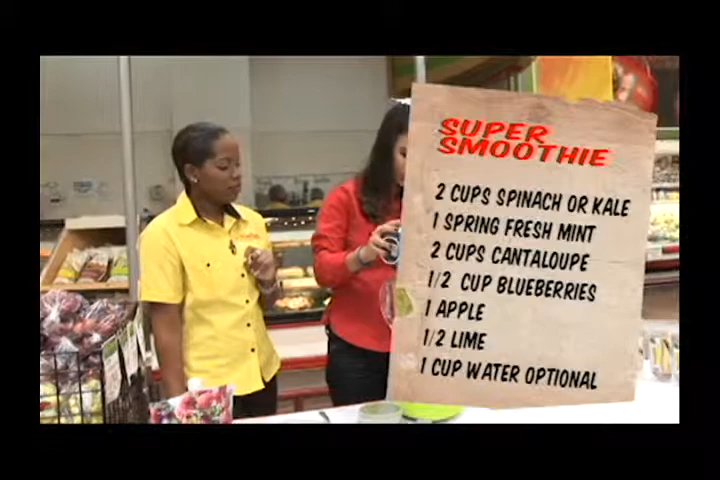 SUPER
SMOOTHIE
2 CUPS SPINACH OR KALE
1 SPRING FRESH MINT
2 CUPS CANTALOUPE
1/2 CUP BLUEBERRIES
1 APPLE
1/2 LIME
1 CUP WATER OPTIONAL